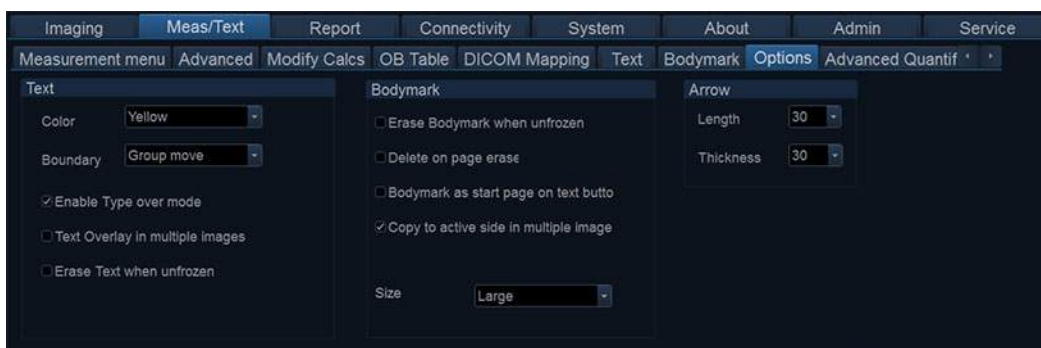 Imaging Meas/Text Report Connectivity System About Admin Service
Measurement menu Advanced Modify Calcs OB Table DICOM Mapping Text Bodymark Options Advanced Quantif
Text
Color Yellow
Boundary Group move
Enable Type over mode
Text Overlay in multiple images
Erase Text when unfrozen
Bodymark
Erase Bodymark when unfrozen
Delete on page erase
Bodymark as start page on text butto
Copy to active side in multiple image
Size Large
Arrow
Length 30
Thickness 30